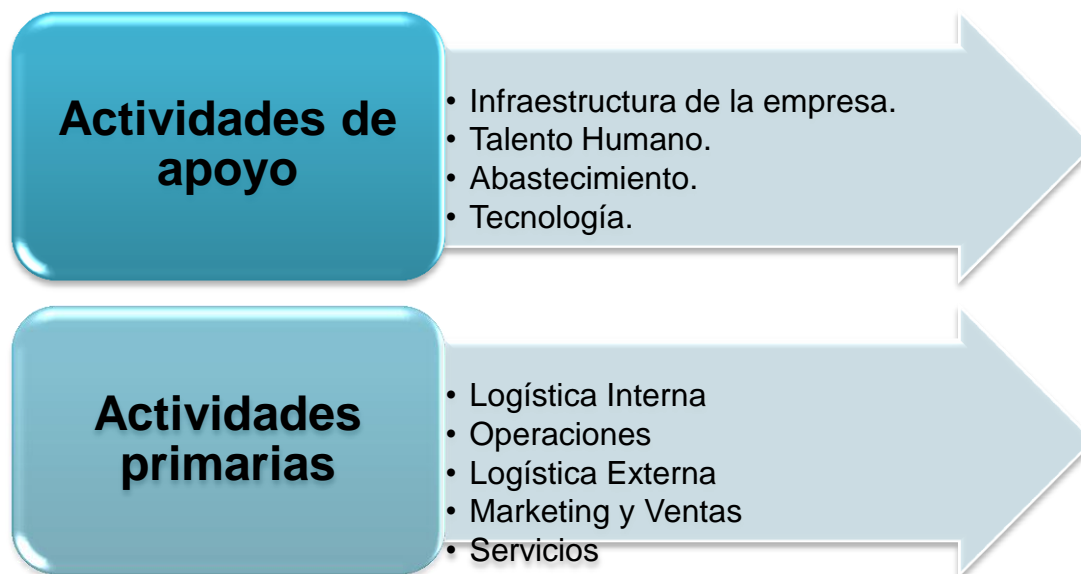 Actividades de
apoyo
• Infraestructura de la empresa.
• Talento Humano.
• Abastecimiento.
• Tecnología.
Actividades
primarias
• Logística Interna
• Operaciones
• Logística Externa
• Marketing y Ventas
• Servicios